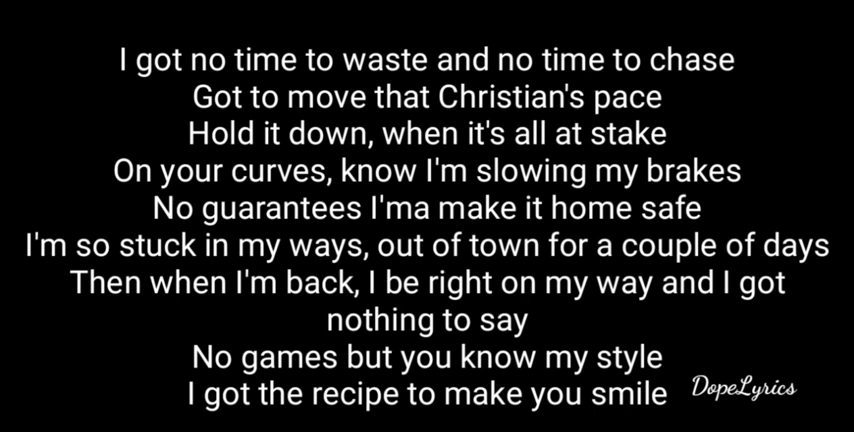 I got no time to waste and no time to chase
Got to move that Christian's pace
Hold it down, when it's all at stake
On your curves, know I'm slowing my brakes
No guarantees I'ma make it home safe
I'm so stuck in my ways, out of town for a couple of days
Then when I'm back, I be right on my way and I got
nothing to say
No games but you know my style
I got the recipe to make you smile
DopeLyrics